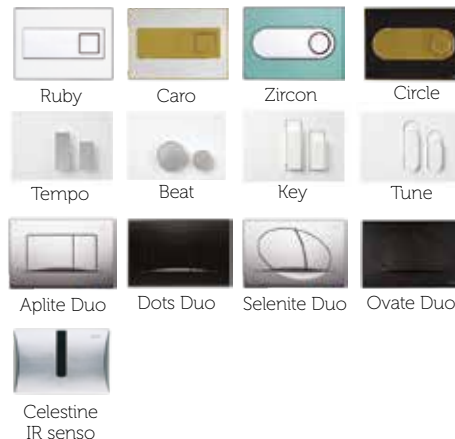 Ruby Caro Zircon Circle
Tempo Beat Key Tune
Aplite Duo Dots Duo Selenite Duo Ovate Duo
Celestine
IR senso